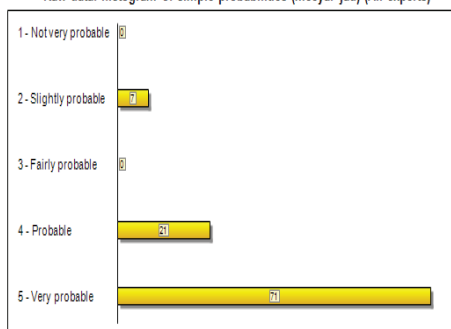 1 - Not very probable 0
2 - Slightly probable 7
3 - Fairly probable 0
4 - Probable 21
5 - Very probable 71